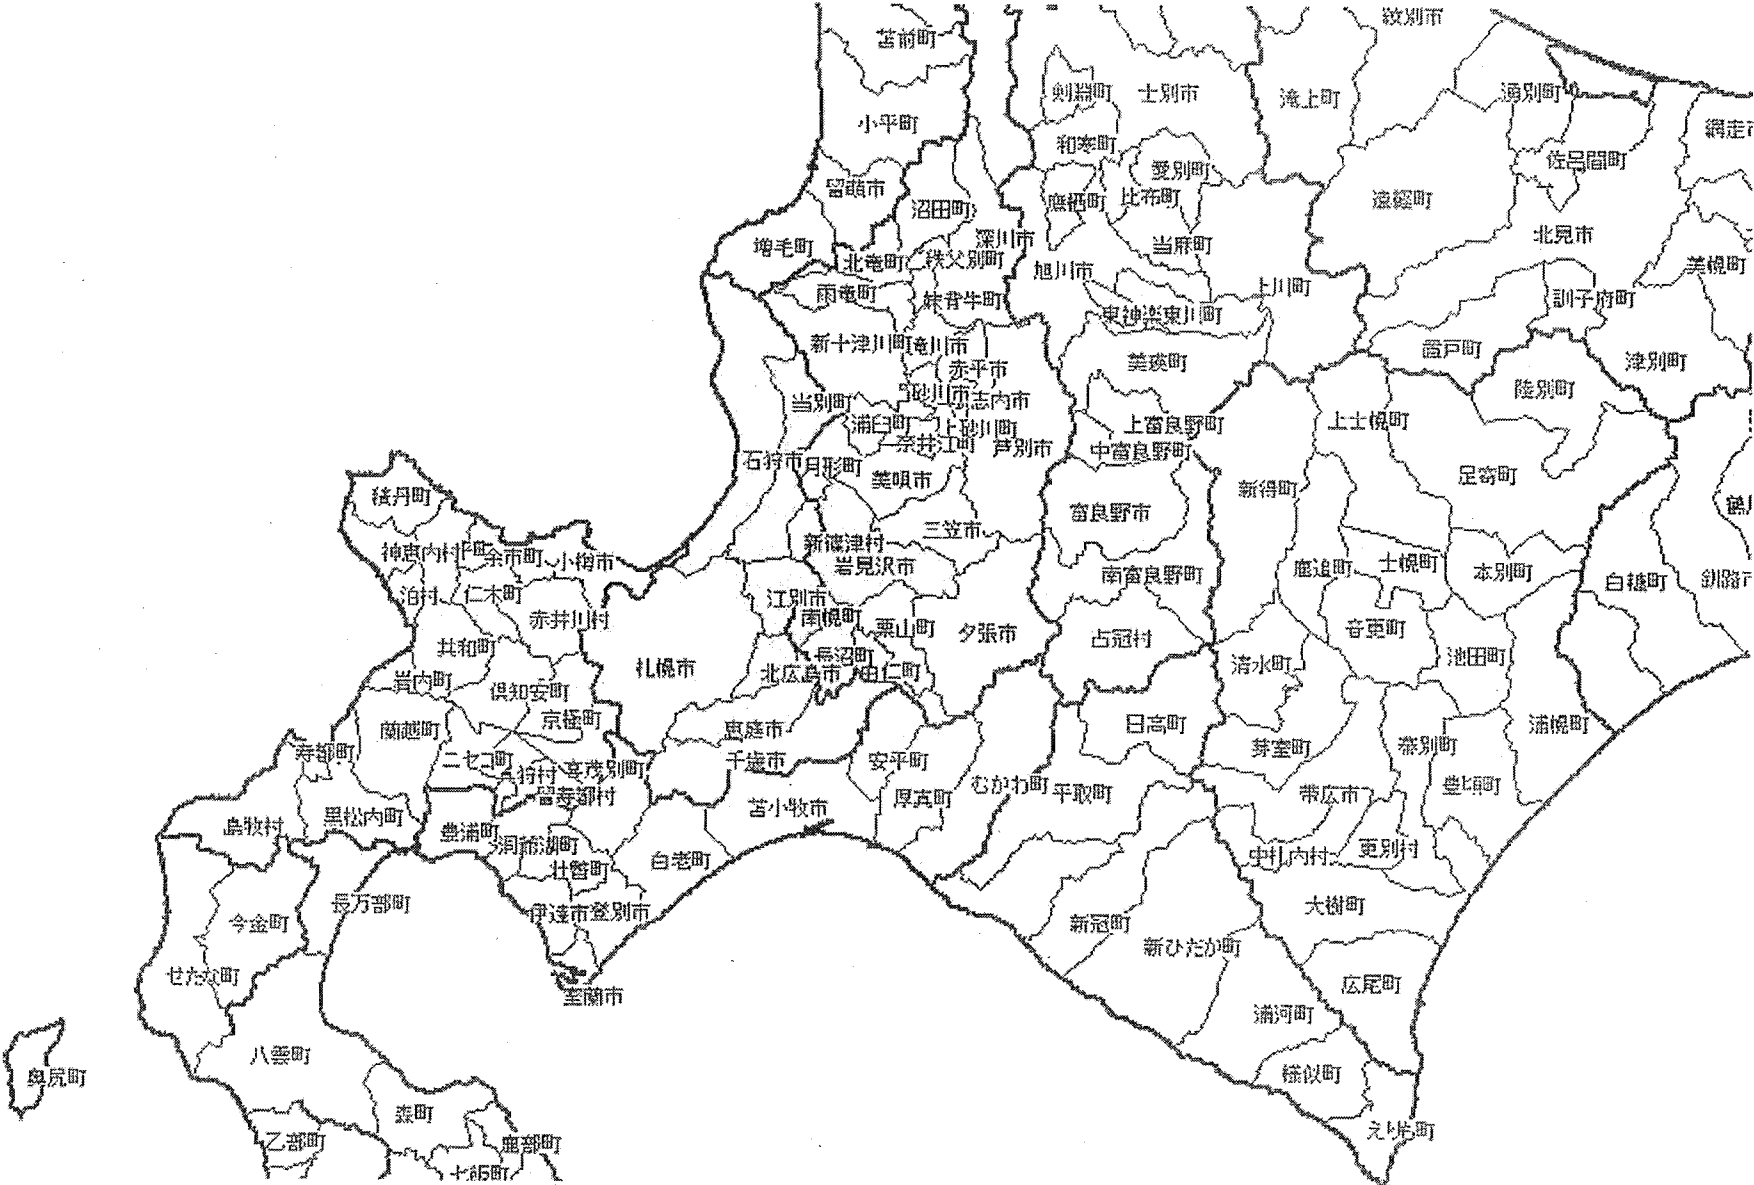 紋別市
苫前町
剣淵町
士別市
滝上町
湧別町
小平町
和寒町
佐呂間町
愛別町
留萌市
比布町
鷹栖町
遠軽町
沼田町
深川市
北見市
増毛町
当麻町
北竜町
秩父別町
旭川市
美幌町
雨竜町
妹背牛町
上川町
訓子府町
東神楽東川町
新十津川町
滝川市
置戸町
赤平市
美瑛町
津別町
陸別町
砂川市
志内市
当別町
浦臼町
上砂川町
上富良野町
上士幌町
奈井江町
芦別市
中富良野町
石狩市
月形町
美唄市
足寄町
新得町
積丹町
富良野市
三笠市
新篠津村
神恵内村
余市町
小樽市
岩見沢市
南富良野町
鹿追町
士幌町
本別町
白糠町
泊村
仁木町
江別市
赤井川村
南幌町
栗山町
夕張市
占冠村
音更町
共和町
長沼町
池田町
札幌市
北広島市
由仁町
清水町
岩内町
倶知安町
京極町
蘭越町
恵庭市
日高町
浦幌町
寿都町
ニセコ町
千歳市
安平町
芽室町
幕別町
喜茂別町
むかわ町
平取町
豊頃町
留寿都村
厚真町
帯広市
苫小牧市
島牧村
黒松内町
豊浦町
洞爺湖町
白老町
中札内村
更別村
壮瞥町
長万部町
伊達市
登別市
大樹町
今金町
新冠町
新ひだか町
せたな町
広尾町
室蘭市
浦河町
八雲町
様似町
奥尻町
森町
えりも町
乙部町
鹿部町
七飯町